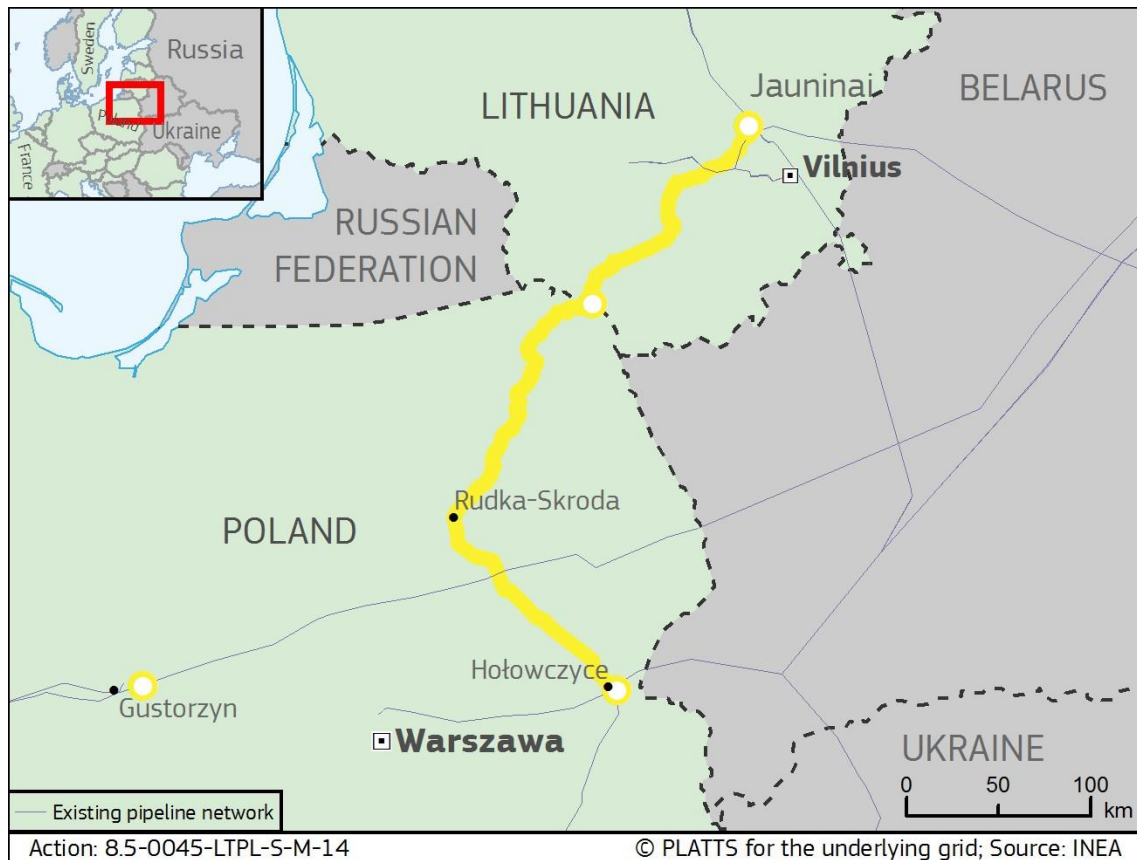 Sweden
Russia
Poland
Ukraine
France
LITHUANIA
Jauninai
BELARUS
Vilnius
RUSSIAN
FEDERATION
Rudka-Skroda
POLAND
Hołowczyce
Gustorzyn
Warszawa
UKRAINE
0 50 100
km
Existing pipeline network
Action: 8.5-0045-LTPL-S-M-14
© PLATTS for the underlying grid; Source: INEA